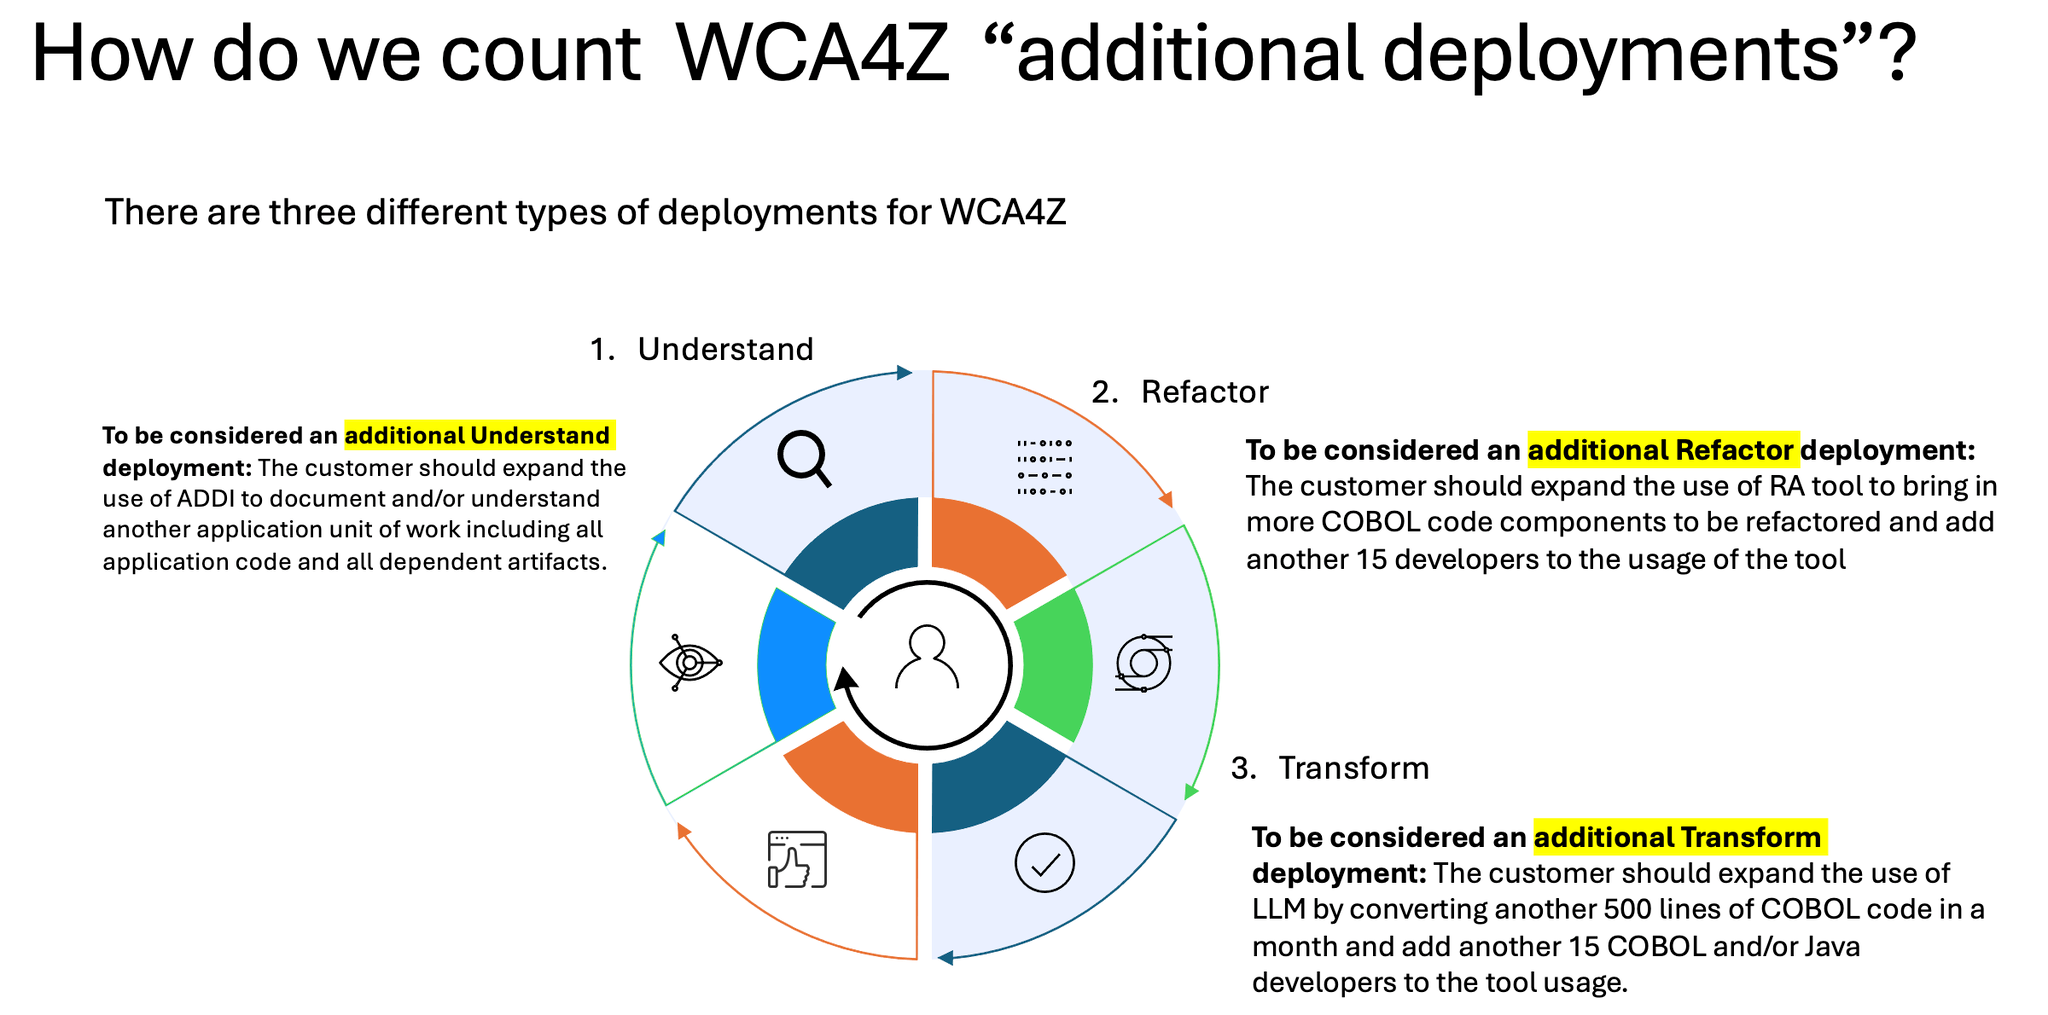 How do we count WCA4Z “additional deployments”?
There are three different types of deployments for WCA4Z
1. Understand
To be considered an additional Understand
deployment: The customer should expand the
use of ADDI to document and/or understand
another application unit of work including all
application code and all dependent artifacts.
2. Refactor
To be considered an additional Refactor deployment:
The customer should expand the use of RA tool to bring in
more COBOL code components to be refactored and add
another 15 developers to the usage of the tool
3. Transform
To be considered an additional Transform
deployment: The customer should expand the use of
LLM by converting another 500 lines of COBOL code in a
month and add another 15 COBOL and/or Java
developers to the tool usage.